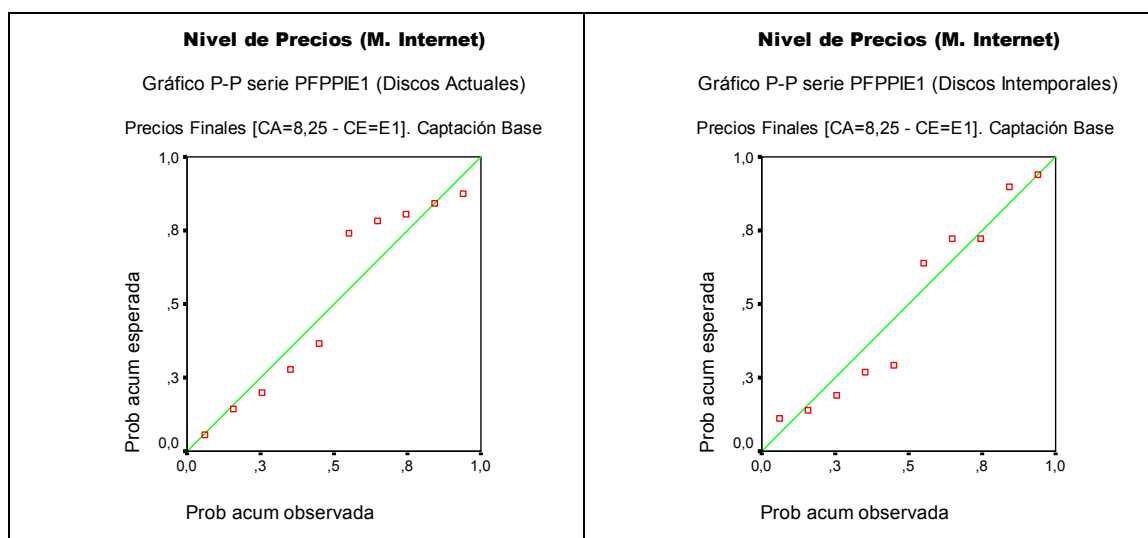 Nivel de Precios (M. Internet)
Gráfico P-P serie PFPPIE1 (Discos Actuales)
Precios Finales [CA=8,25 - CE=E1]. Captación Base
Prob acum esperada
1,0
,8
,5
,3
0,0
0,0 ,3 ,5 ,8 1,0
Prob acum observada
Nivel de Precios (M. Internet)
Gráfico P-P serie PFPPIE1 (Discos Intemporales)
Precios Finales [CA=8,25 - CE=E1]. Captación Base
Prob acum esperada
1,0
,8
,5
,3
0,0
0,0 ,3 ,5 ,8 1,0
Prob acum observada